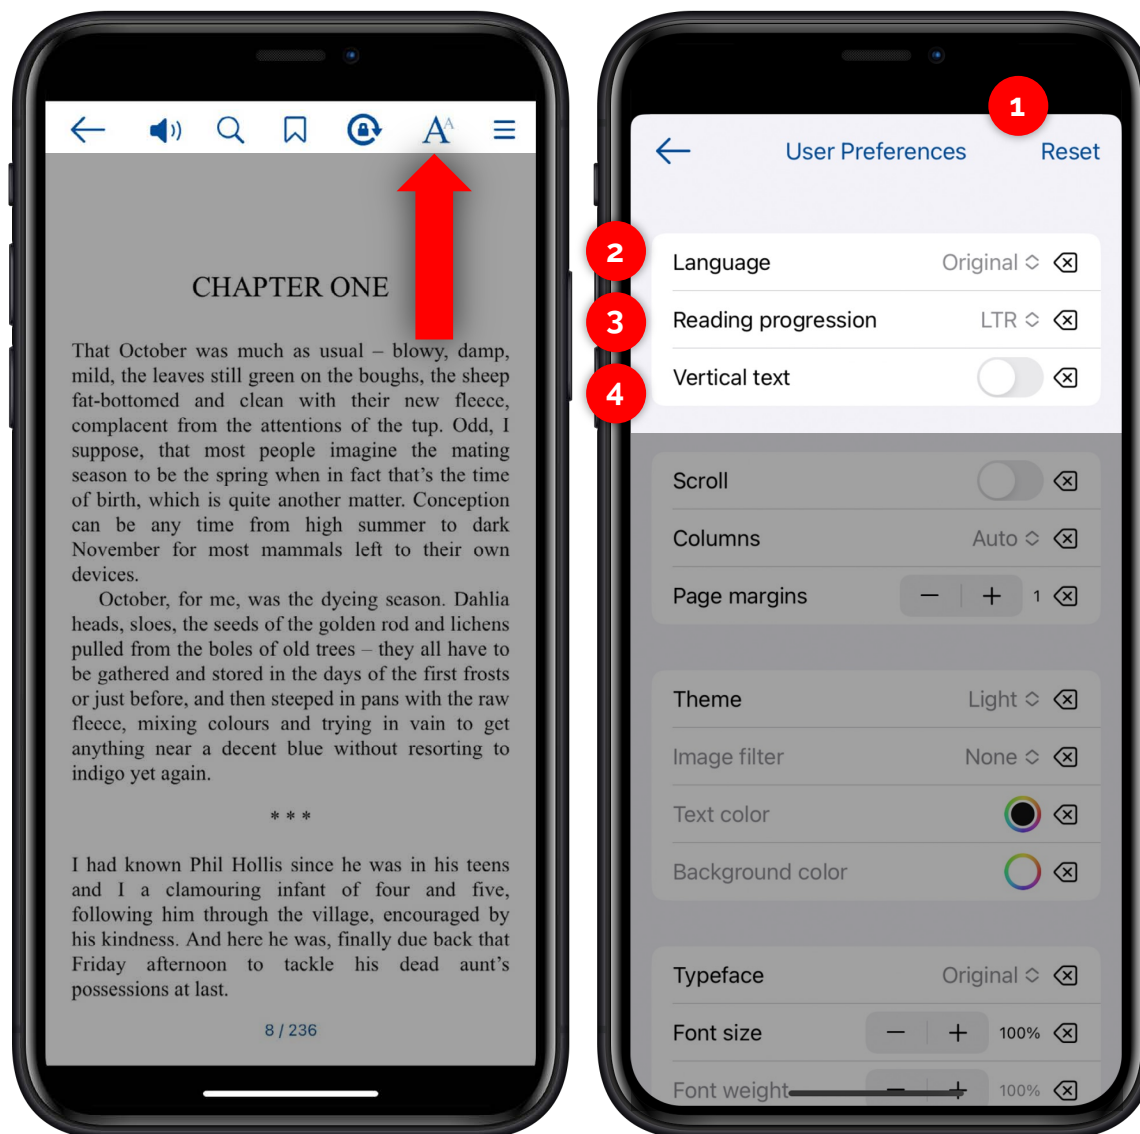 AA
CHAPTER ONE
That October was much as usual – blowy, damp,
mild, the leaves still green on the boughs, the sheep
fat-bottomed and clean with their new fleece,
complacent from the attentions of the tup. Odd, I
suppose, that most people imagine the mating
season to be the spring when in fact that’s the time
of birth, which is quite another matter. Conception
can be any time from high summer to dark
November for most mammals left to their own
devices.
October, for me, was the dyeing season. Dahlia
heads, sloes, the seeds of the golden rod and lichens
pulled from the boles of old trees – they all have to
be gathered and stored in the days of the first frosts
or just before, and then steeped in pans with the raw
fleece, mixing colours and trying in vain to get
anything near a decent blue without resorting to
indigo yet again.
* * *
I had known Phil Hollis since he was in his teens
and I a clamouring infant of four and five,
following him through the village, encouraged by
his kindness. And here he was, finally due back that
Friday afternoon to tackle his dead aunt’s
possessions at last.
8 / 236
1
User Preferences Reset
2 Language Original
3 Reading progression LTR
4 Vertical text
Scroll
Columns Auto
Page margins − + 1
Theme Light
Image filter None
Text color
Background color
Typeface Original
Font size − + 100%
Font weight − + 100%